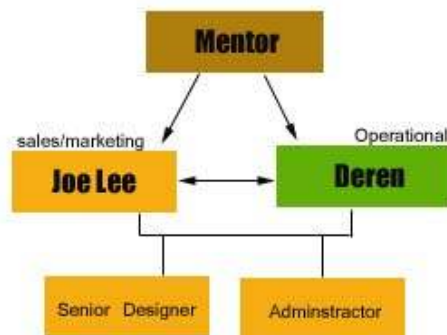 Mentor
sales/marketing
Operational
Joe Lee
Deren
Senior Designer
Adminstractor